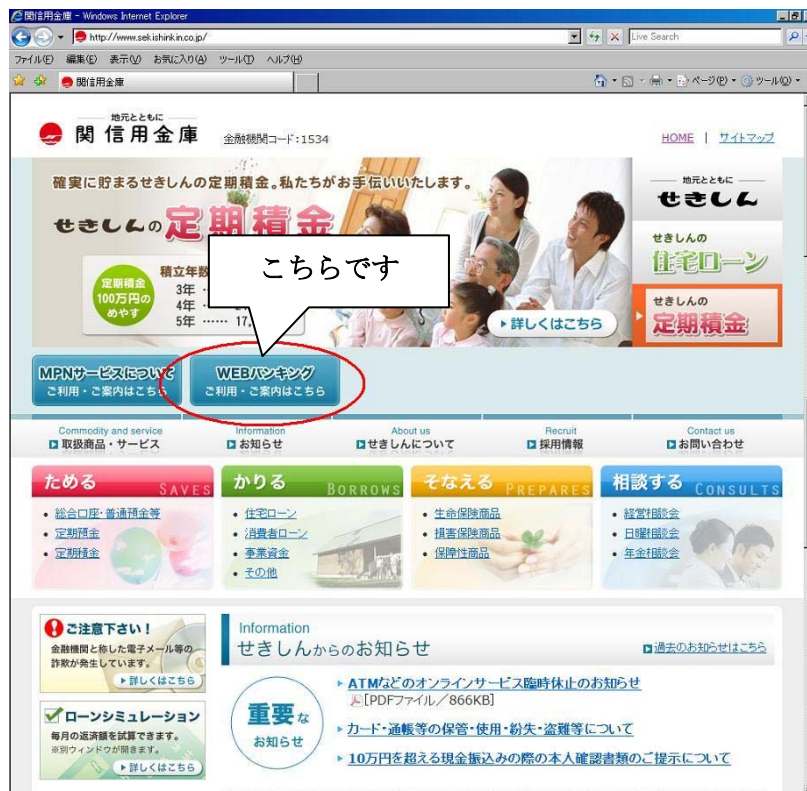 関信用金庫 - Windows Internet Explorer
http://www.sekishinkin.co.jp/
Live Search
ファイル(F) 編集(E) 表示(V) お気に入り(A) ツール(T) ヘルプ(H)
関信用金庫
ページ(P) ツール(O)
地元とともに
関信用金庫
金融機関コード:1534
HOME | サイトマップ
確実に貯まるせきしんの定期積金。私たちがお手伝いいたします。
せきしんの定期積金
定期積金
100万円の
めやす
積立年数
3年
4年
5年 …… 17,
こちらです
▶詳しくはこちら
地元とともに
せきしん
せきしんの
住宅ローン
せきしんの
定期積金
MPNサービスについて
ご利用・ご案内はこちら
WEBバンキング
ご利用・ご案内はこちら
Commodity and service
取扱商品・サービス
Information
お知らせ
About us
せきしんについて
Recruit
採用情報
Contact us
お問い合わせ
ためる SAVES
• 総合口座・普通預金等
• 定期預金
• 定期積金
かりる BORROWS
• 住宅ローン
• 消費者ローン
• 事業資金
• その他
そなえる PREPARES
• 生命保険商品
• 損害保険商品
• 保障性商品
相談する CONSULTS
• 経営相談会
• 日曜相談会
• 年金相談会
ご注意下さい!
金融機関と称した電子メール等の
詐欺が発生しています。
▶詳しくはこちら
ローンシミュレーション
毎月の返済額を試算できます。
※別ウィンドウが開きます。
▶詳しくはこちら
Information
せきしんからのお知らせ
過去のお知らせはこちら
重要な
お知らせ
ATMなどのオンラインサービス臨時休止のお知らせ
[PDFファイル/866KB]
カード・通帳等の保管・使用・紛失・盗難等について
10万円を超える現金振込みの際の本人確認書類のご提示について